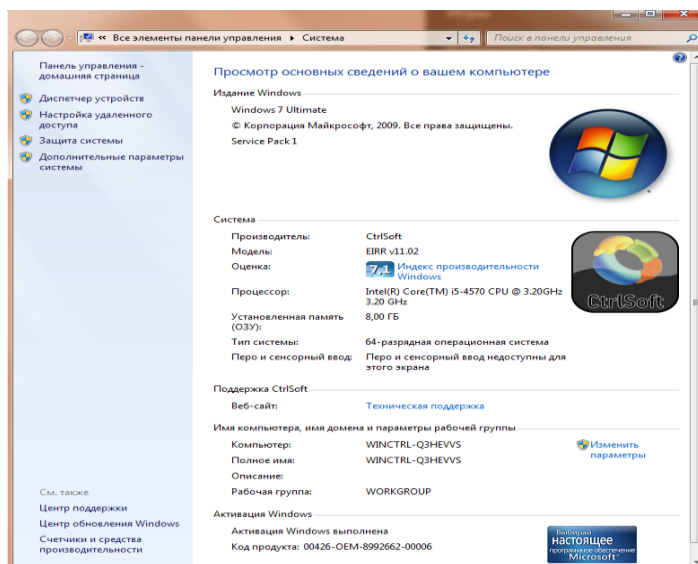 « Все элементы панели управления ▸ Система
Поиск в панели управления
Панель управления -
домашняя страница
Диспетчер устройств
Настройка удаленного
доступа
Защита системы
Дополнительные параметры
системы
См. также
Центр поддержки
Центр обновления Windows
Счетчики и средства
производительности
Просмотр основных сведений о вашем компьютере
Издание Windows
Windows 7 Ultimate
© Корпорация Майкрософт, 2009. Все права защищены.
Service Pack 1
Система
Производитель: CtrlSoft
Модель: EIRR v11.02
Оценка: 7,1 Индекс производительности
Windows
Процессор: Intel(R) Core(TM) i5-4570 CPU @ 3.20GHz
3.20 GHz
Установленная память
(ОЗУ): 8,00 ГБ
Тип системы: 64-разрядная операционная система
Перо и сенсорный ввод: Перо и сенсорный ввод недоступны для
этого экрана
CtrlSoft
Поддержка CtrlSoft
Веб-сайт: Техническая поддержка
Имя компьютера, имя домена и параметры рабочей группы
Компьютер: WINCTRL-Q3HEVVS
Изменить
параметры
Полное имя: WINCTRL-Q3HEVVS
Описание:
Рабочая группа: WORKGROUP
Активация Windows
Активация Windows выполнена
Код продукта: 00426-OEM-8992662-00006
Выбирай
настоящее
программное обеспечение
Microsoft